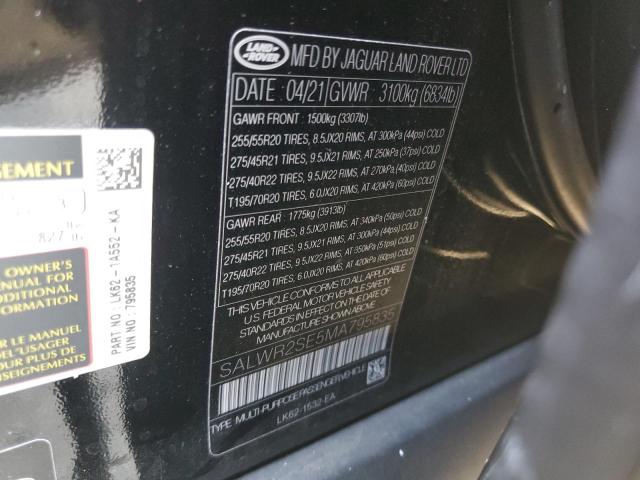 LAND
ROVER
MFD BY JAGUAR LAND ROVER LTD
DATE 04/21 GVWR 3100kg (6834lb)
GAWR FRONT : 1500kg (3307lb)
255/55R20 TIRES, 8.5JX20 RIMS, AT 300kPa (44psi) COLD
275/45R21 TIRES, 9.5JX21 RIMS, AT 250kPa (37psi) COLD
275/40R22 TIRES, 9.5JX22 RIMS, AT 270kPa (40psi) COLD
T195/70R20 TIRES, 6.0JX20 RIMS, AT 420kPa (60psi) COLD
GAWR REAR: 1775kg (3913lb)
255/55R20 TIRES, 8.5JX20 RIMS, AT 340kPa (50psi) COLD
275/45R21 TIRES, 9.5JX21 RIMS, AT 300kPa (44psi) COLD
275/40R22 TIRES, 9.5JX22 RIMS, AT 350kPa (51psi) COLD
T195/70R20 TIRES, 6.0JX20 RIMS, AT 420kPa (60psi) COLD
THIS VEHICLE CONFORMS TO ALL APPLICABLE
U.S. FEDERAL MOTOR VEHICLE SAFETY
STANDARDS IN EFFECT ON THE DATE OF
MANUFACTURE SHOWN ABOVE
SALWR2SE5MA795835
TYPE: MULTI-PURPOSE PASSENGER VEHICLE
LK62-1532-EA
GEMENT
3
OWNER'S
MANUAL FOR
ADDITIONAL
INFORMATION
IR LE MANUEL
DE L'USAGER
OUR PLUS DE
PART NO. LK62-1A552-KA
VIN NO: 795835